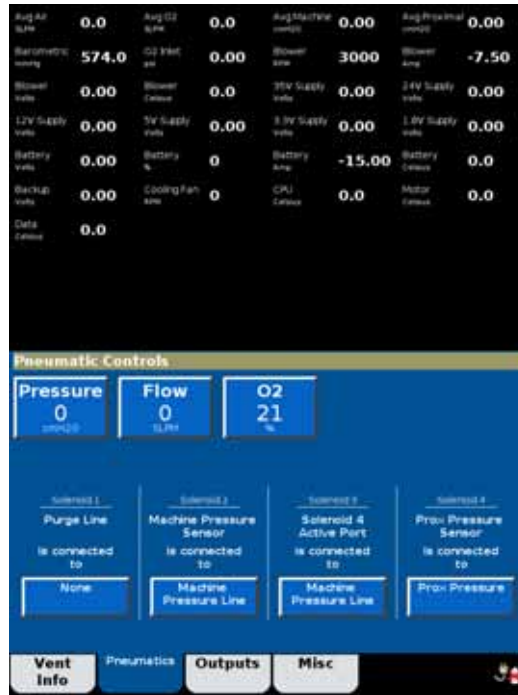 Avg Air 0.0 Avg O2 0.0 Avg Machine 0.00 Avg Proximal 0.00
SLPM SLPM cmH2O cmH2O
Barometric 574.0 O2 Inlet 0.00 Blower 3000 Blower -7.50
mmHg psi RPM Amp
Blower 0.00 Blower 0.0 35V Supply 0.00 24V Supply 0.00
Volts Celsius Volts Volts
12V Supply 0.00 5V Supply 0.00 3.3V Supply 0.00 1.8V Supply 0.00
Volts Volts Volts Volts
Battery 0.00 Battery 0 Battery -15.00 Battery 0.0
Volts % Amp Celsius
Backup 0.00 Cooling Fan 0 CPU 0.0 Motor 0.0
Volts RPM Celsius Celsius
Data 0.0
Celsius
Pneumatic Controls
Pressure Flow O2
0 0 21
cmH2O SLPM %
Solenoid 1 Solenoid 2 Solenoid 3 Solenoid 4
Purge Line Machine Pressure Solenoid 4 Prox Pressure
Sensor Active Port Sensor
is connected is connected is connected is connected
to to to to
None Machine Machine Prox Pressure
Pressure Line Pressure Line
Vent Pneumatics Outputs Misc
Info